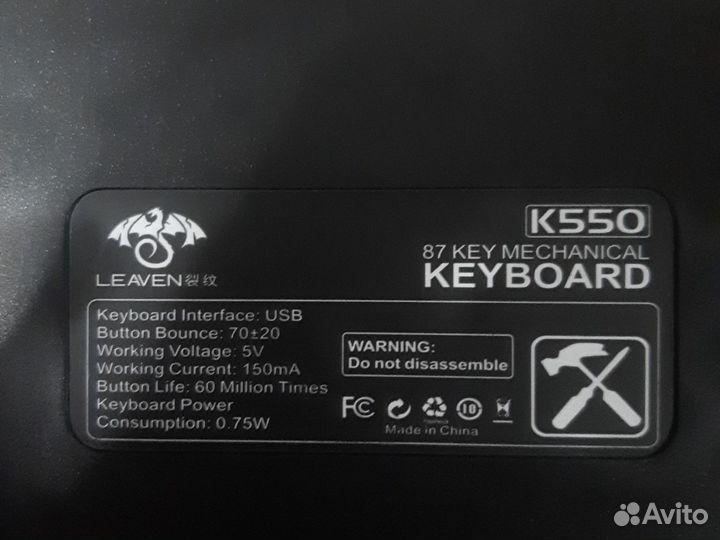 K550
87 KEY MECHANICAL
KEYBOARD
LEAVEN裂纹
Keyboard Interface: USB
Button Bounce: 70±20
Working Voltage: 5V
Working Current: 150mA
Button Life: 60 Million Times
Keyboard Power
Consumption: 0.75W
WARNING:
Do not disassemble
FC
10
Made in China
Avito